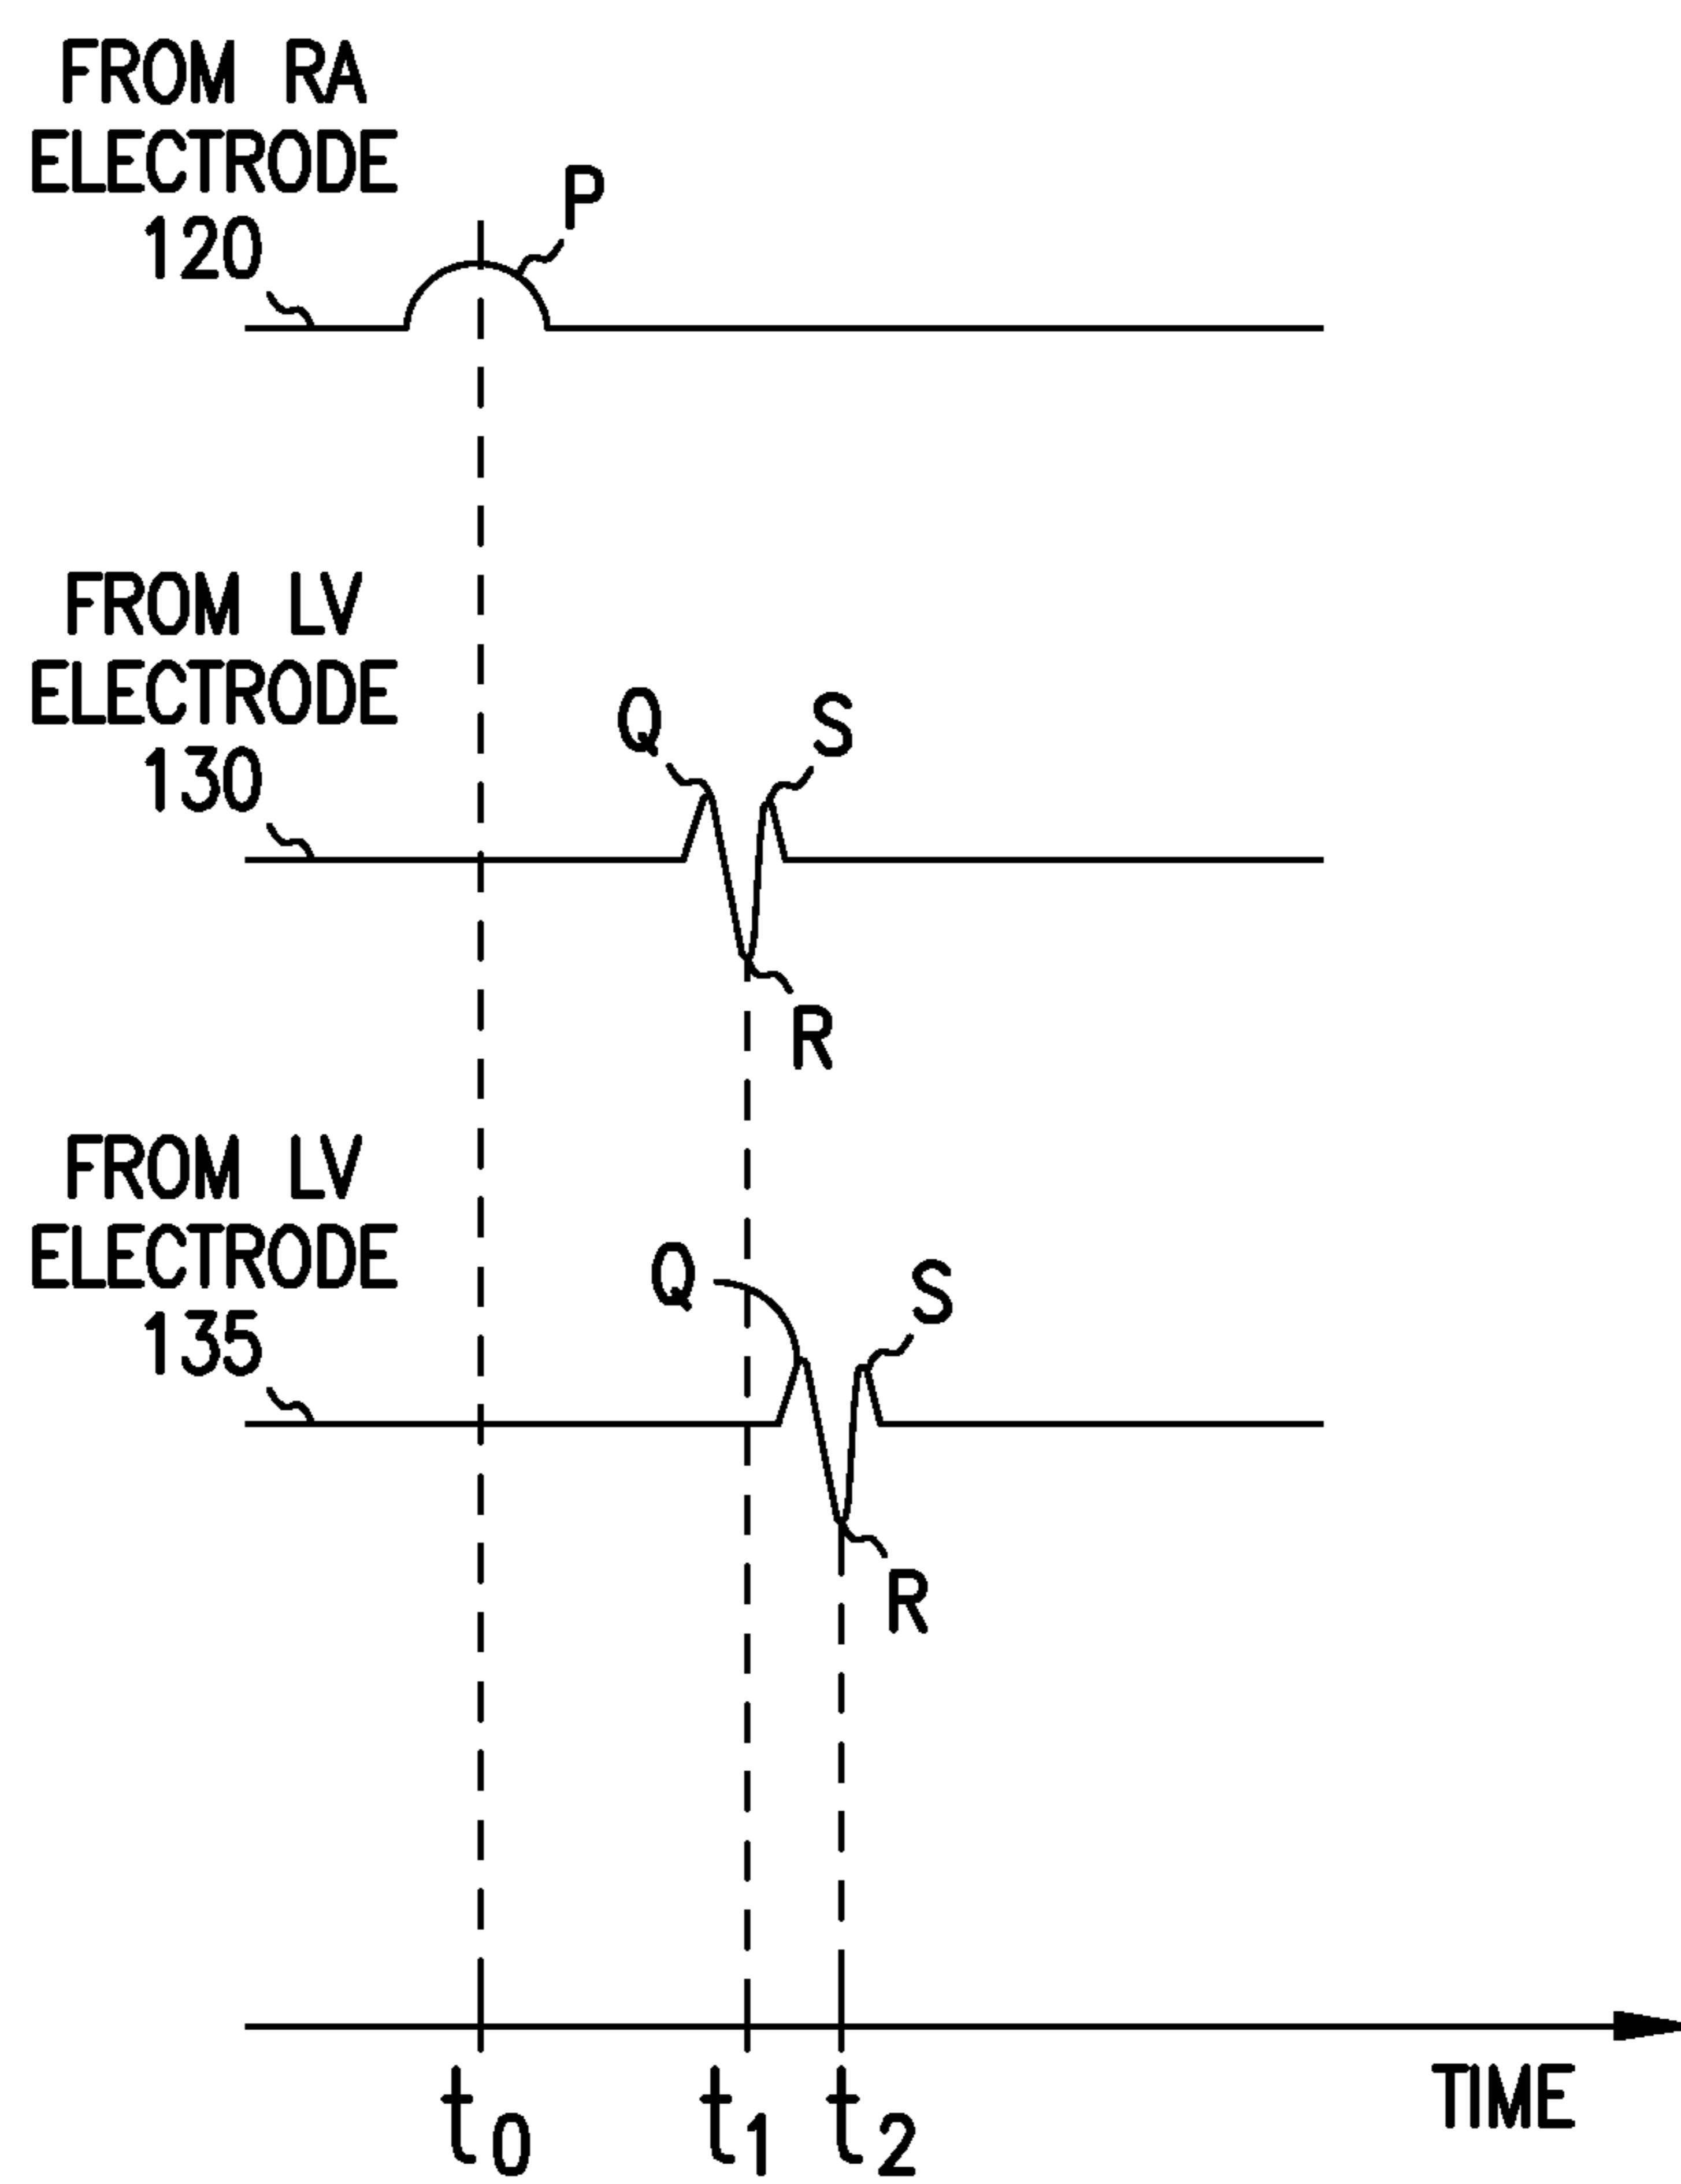 FROM RA
ELECTRODE
120
P
FROM LV
ELECTRODE
130
Q
S
R
FROM LV
ELECTRODE
135
Q
S
R
t0 t1 t2
TIME